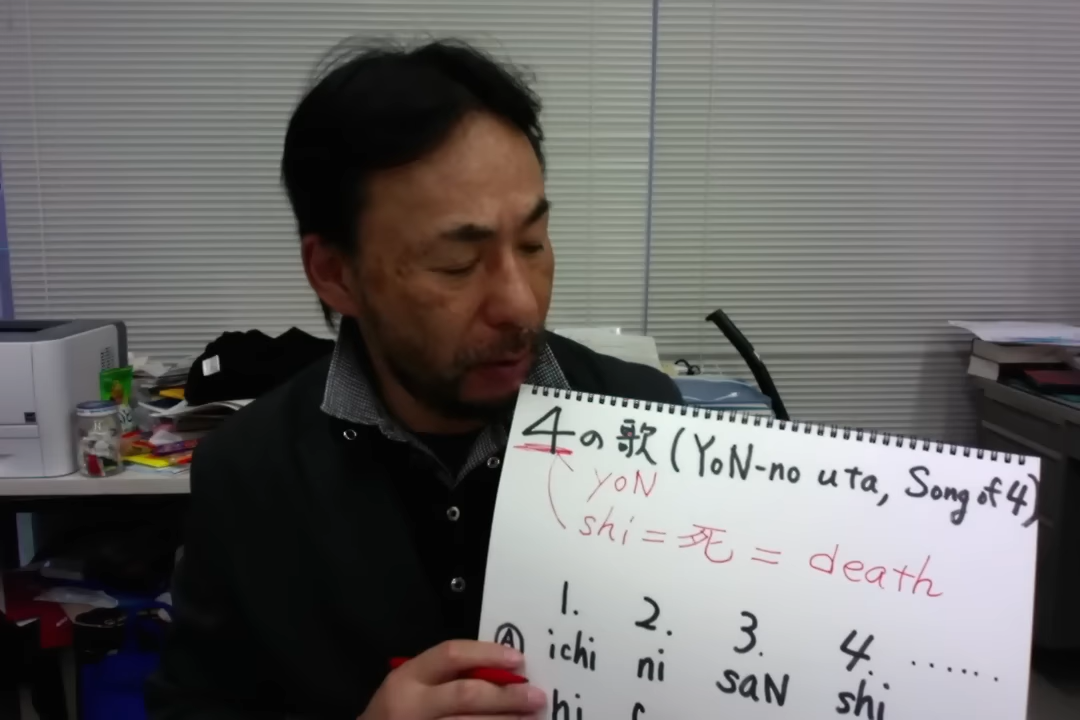 4の歌(YoN-no uta, Song of 4)
yoN
shi=死=death
1. 2. 3. 4. ......
Ⓐ ichi ni saN shi
hi